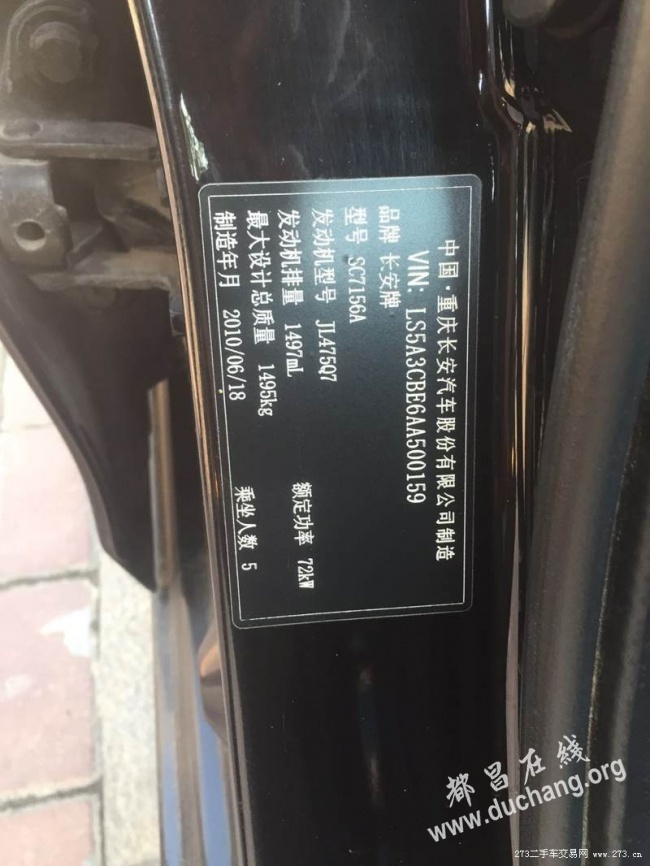 中国·重庆长安汽车股份有限公司制造
VIN: LS5A3CBE6AA500159
品牌 长安牌
型号 SC7156A
发动机型号 JL475Q7
发动机排量 1497mL 额定功率 72kW
最大设计总质量 1495kg
制造年月 2010/06/18 乘坐人数 5
都昌在线
www.duchang.org
273二手车交易网 www.273.cn